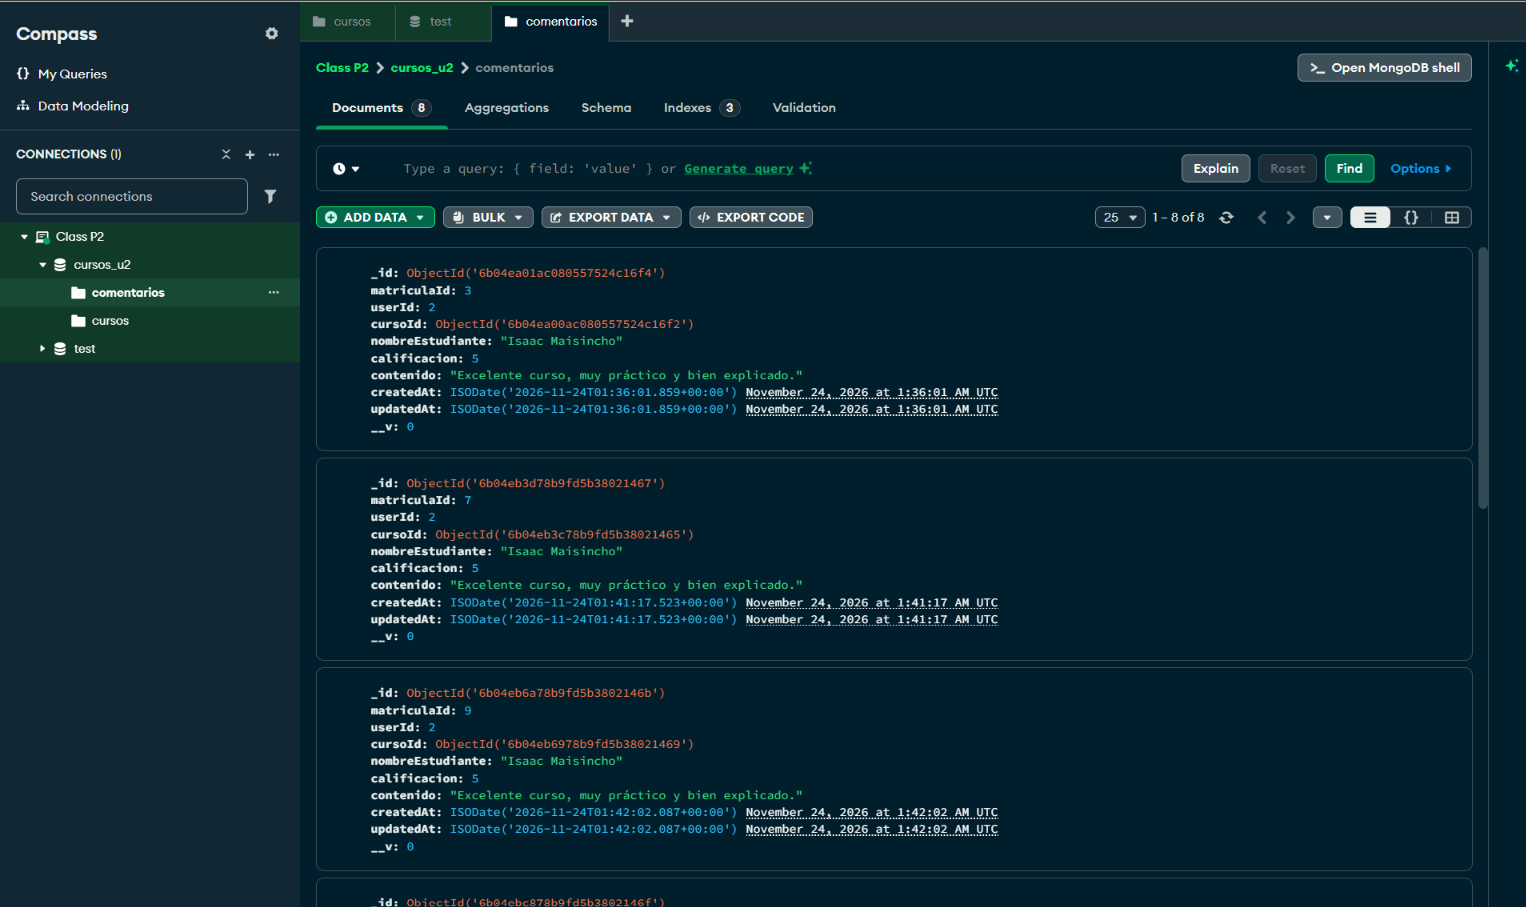 cursos
test
comentarios
Compass
My Queries
Data Modeling
CONNECTIONS (1)
Search connections
Class P2
cursos_u2
comentarios
cursos
test
Class P2 cursos_u2 comentarios
>_ Open MongoDB shell
Documents 8
Aggregations
Schema
Indexes 3
Validation
Type a query: { field: 'value' } or Generate query
Explain
Reset
Find
Options
ADD DATA
BULK
EXPORT DATA
</> EXPORT CODE
25
1 – 8 of 8
{}
_id: ObjectId('6b04ea01ac080557524c16f4')
matriculaId: 3
userId: 2
cursoId: ObjectId('6b04ea00ac080557524c16f2')
nombreEstudiante: "Isaac Maisincho"
calificacion: 5
contenido: "Excelente curso, muy práctico y bien explicado."
createdAt: ISODate('2026-11-24T01:36:01.859+00:00') November 24, 2026 at 1:36:01 AM UTC
updatedAt: ISODate('2026-11-24T01:36:01.859+00:00') November 24, 2026 at 1:36:01 AM UTC
__v: 0
_id: ObjectId('6b04eb3d78b9fd5b38021467')
matriculaId: 7
userId: 2
cursoId: ObjectId('6b04eb3c78b9fd5b38021465')
nombreEstudiante: "Isaac Maisincho"
calificacion: 5
contenido: "Excelente curso, muy práctico y bien explicado."
createdAt: ISODate('2026-11-24T01:41:17.523+00:00') November 24, 2026 at 1:41:17 AM UTC
updatedAt: ISODate('2026-11-24T01:41:17.523+00:00') November 24, 2026 at 1:41:17 AM UTC
__v: 0
_id: ObjectId('6b04eb6a78b9fd5b3802146b')
matriculaId: 9
userId: 2
cursoId: ObjectId('6b04eb6978b9fd5b38021469')
nombreEstudiante: "Isaac Maisincho"
calificacion: 5
contenido: "Excelente curso, muy práctico y bien explicado."
createdAt: ISODate('2026-11-24T01:42:02.087+00:00') November 24, 2026 at 1:42:02 AM UTC
updatedAt: ISODate('2026-11-24T01:42:02.087+00:00') November 24, 2026 at 1:42:02 AM UTC
__v: 0
_id: ObjectId('6b04ebc878b9fd5b3802146f')